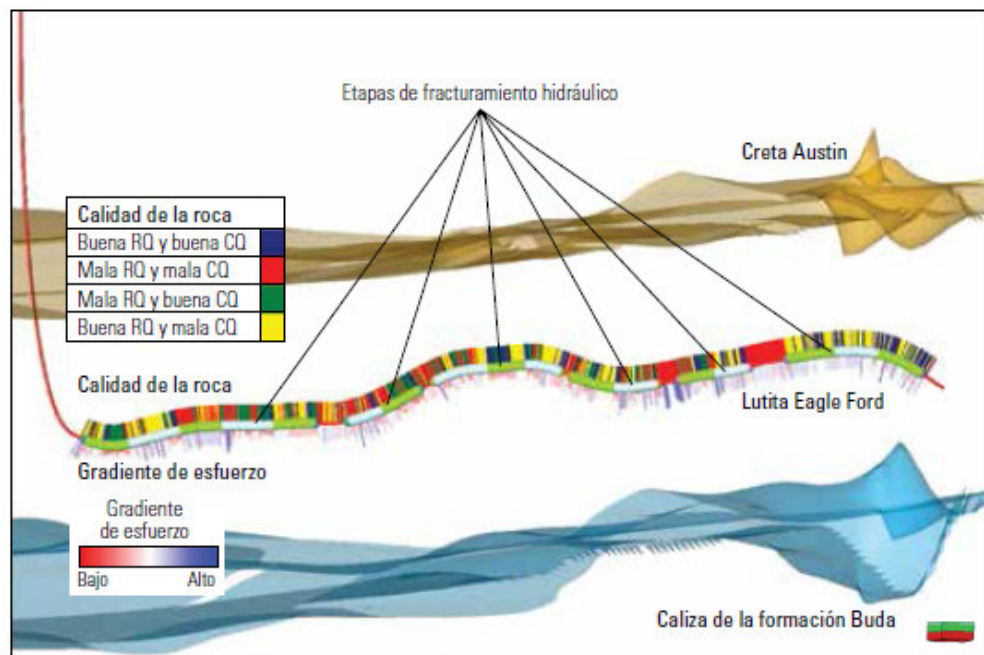 Etapas de fracturamiento hidráulico
Creta Austin
Calidad de la roca
Buena RQ y buena CQ
Mala RQ y mala CQ
Mala RQ y buena CQ
Buena RQ y mala CQ
Calidad de la roca
Lutita Eagle Ford
Gradiente de esfuerzo
Gradiente
de esfuerzo
Bajo
Alto
Caliza de la formación Buda